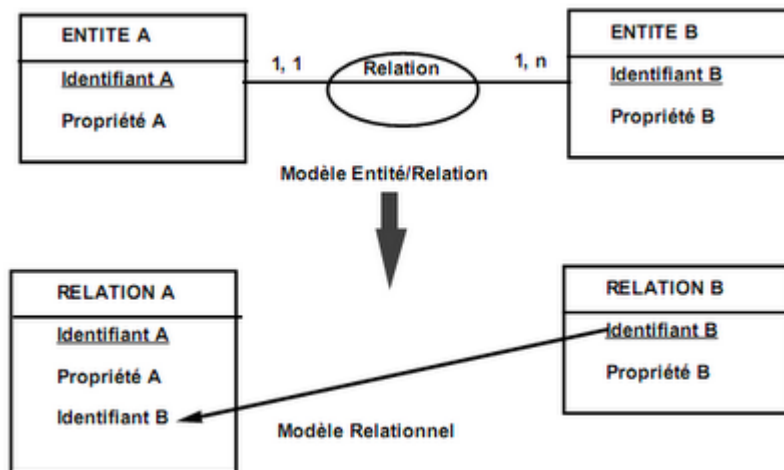 ENTITE A
Identifiant A
Propriété A
1, 1
Relation
1, n
ENTITE B
Identifiant B
Propriété B
Modèle Entité/Relation
RELATION A
Identifiant A
Propriété A
Identifiant B
RELATION B
Identifiant B
Propriété B
Modèle Relationnel